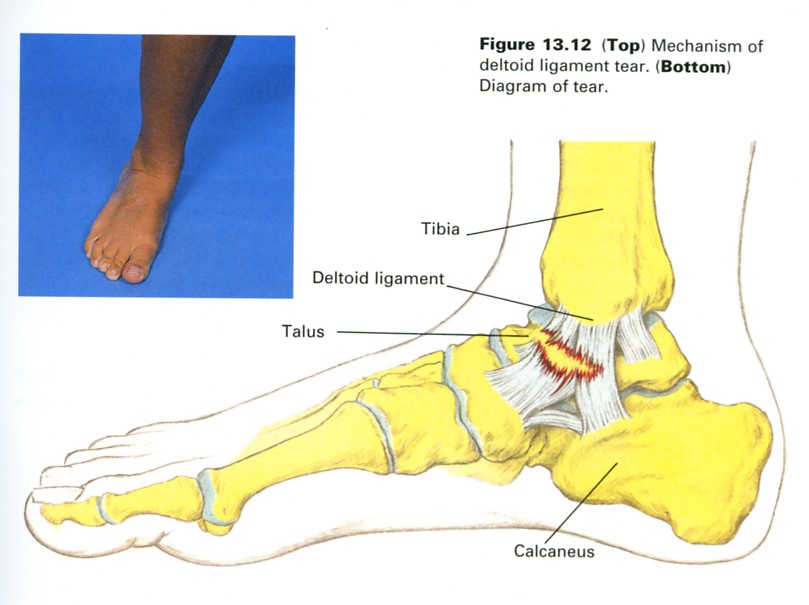 Figure 13.12 (Top) Mechanism of
deltoid ligament tear. (Bottom)
Diagram of tear.
Tibia
Deltoid ligament
Talus
Calcaneus